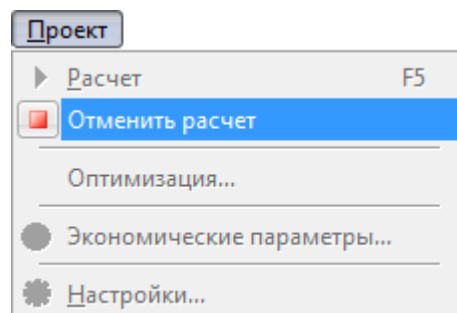 Проект
Расчет F5
Отменить расчет
Оптимизация...
Экономические параметры...
Настройки...